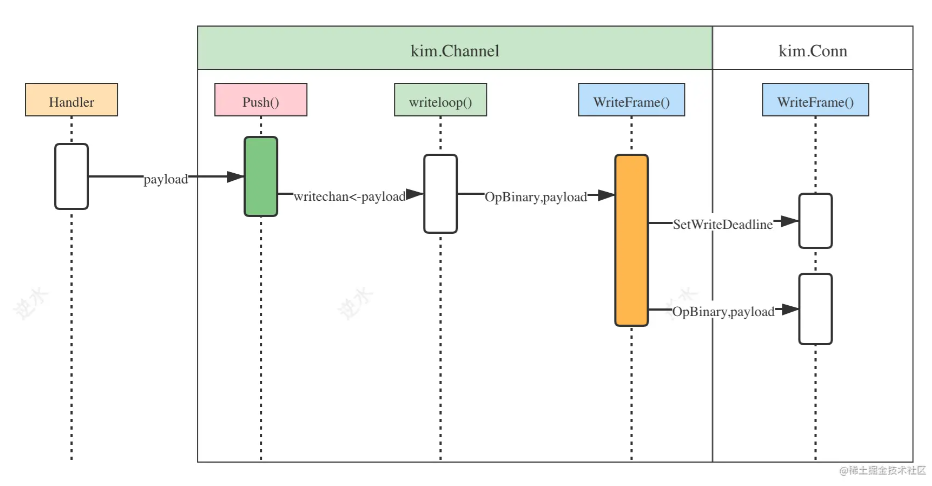 kim.Channel
kim.Conn
Handler
Push()
writeloop()
WriteFrame()
WriteFrame()
payload
writechan<-payload
OpBinary,payload
SetWriteDeadline
OpBinary,payload
逆水
逆水
逆水
@稀土掘金技术社区